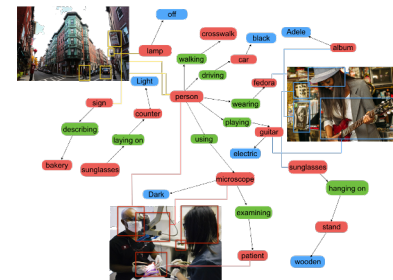 off
crosswalk
black
Adele
lamp
walking
car
album
Light
driving
fedora
person
sign
counter
wearing
playing
describing
guitar
laying on
using
electric
bakery
sunglasses
sunglasses
microscope
hanging on
Dark
examining
stand
patient
wooden